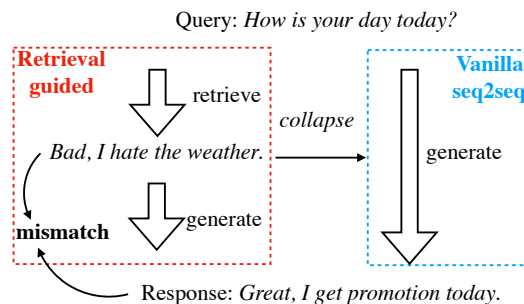 Query: How is your day today?
Retrieval
guided
retrieve
Bad, I hate the weather.
generate
mismatch
collapse
Vanilla
seq2seq
generate
Response: Great, I get promotion today.